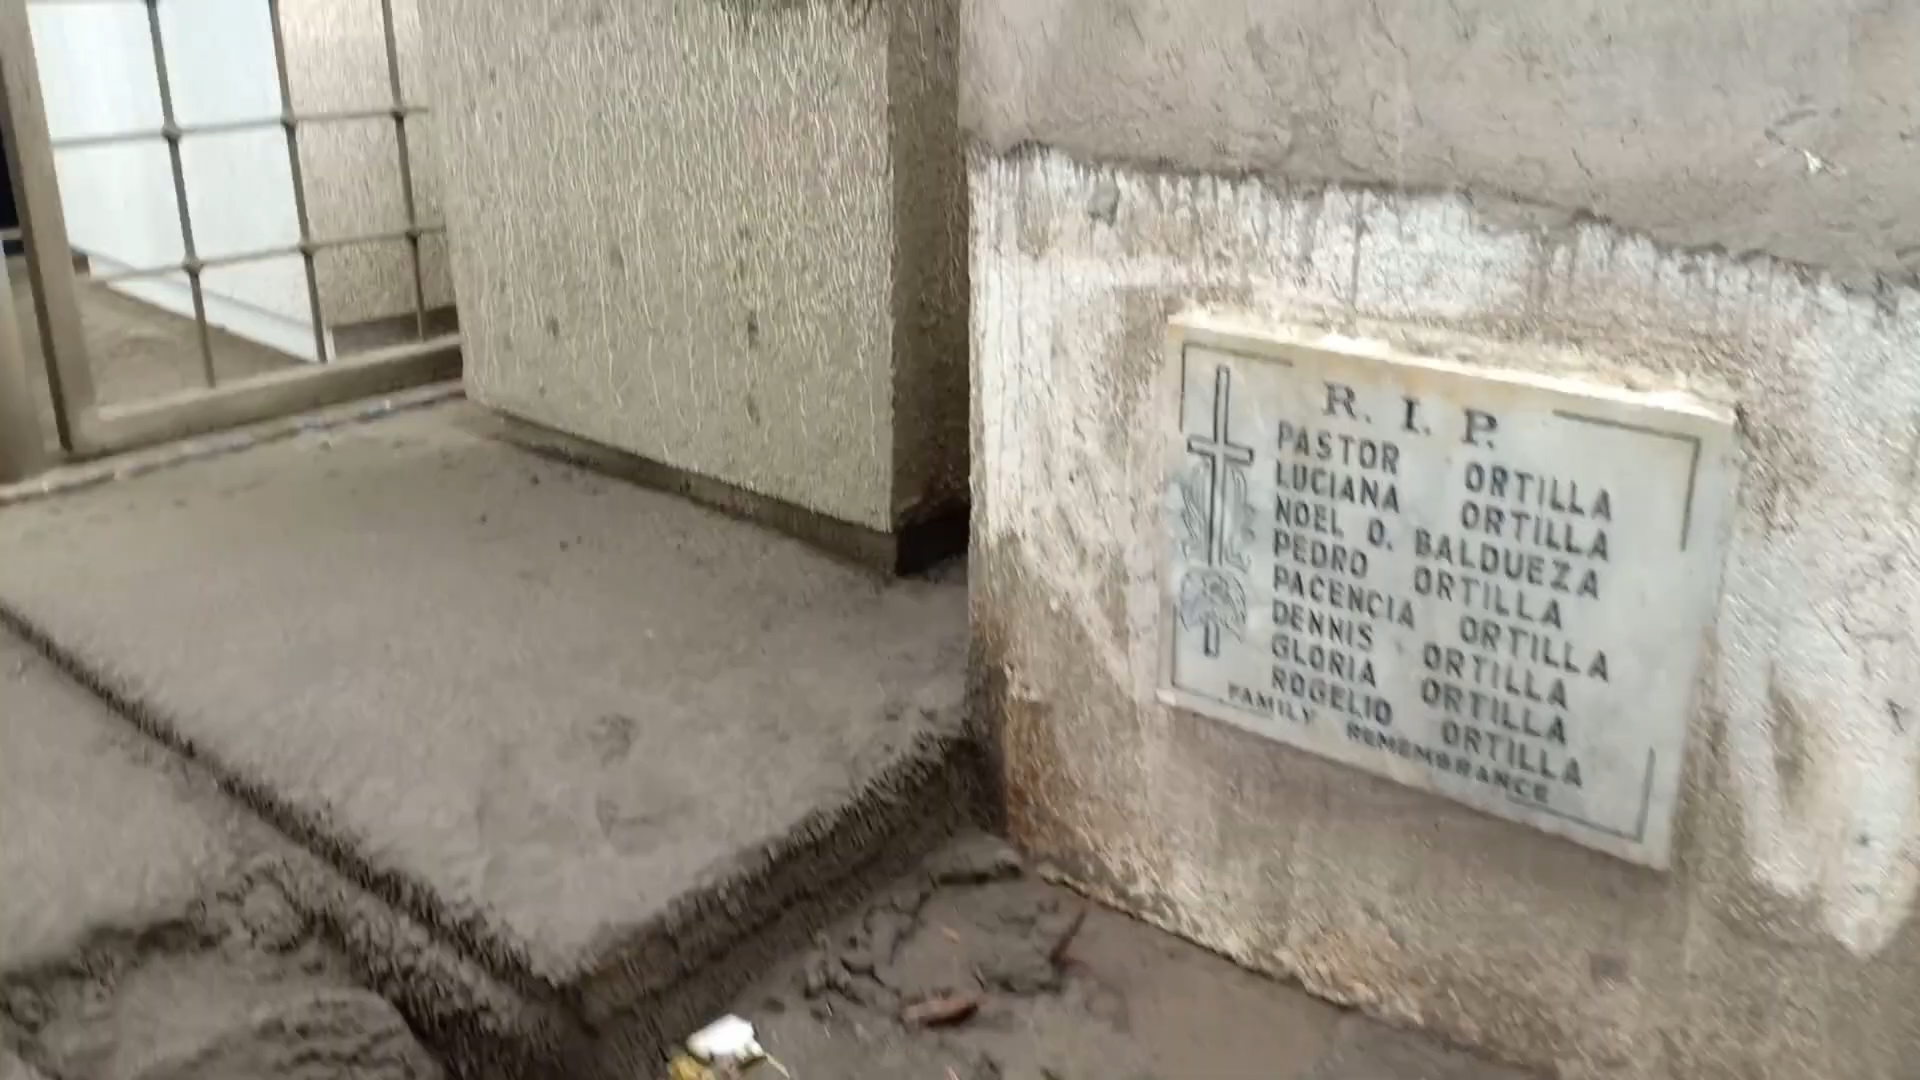 R. I. P.
PASTOR ORTILLA
LUCIANA ORTILLA
NOEL O. BALDUEZA
PEDRO ORTILLA
PACENCIA ORTILLA
DENNIS ORTILLA
GLORIA ORTILLA
ROGELIO ORTILLA
FAMILY REMEMBRANCE